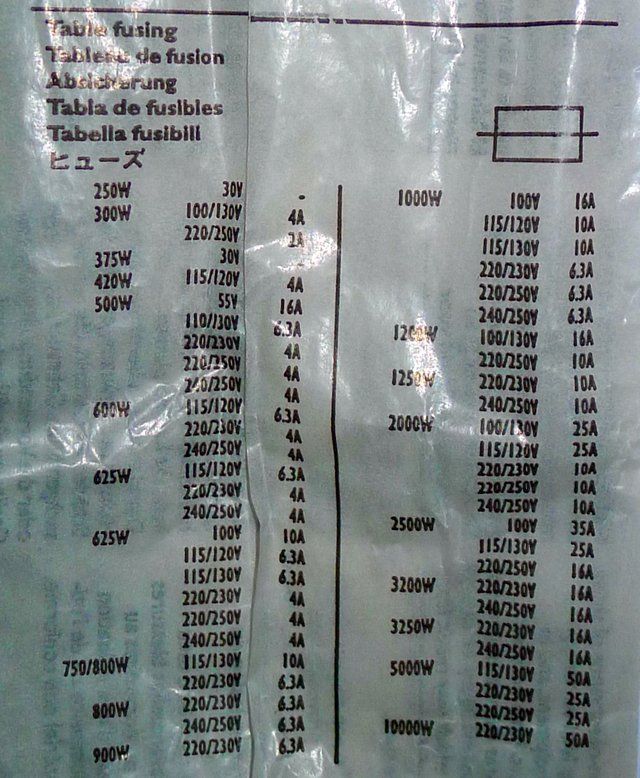 Table fusing
Tableau de fusion
Absicherung
Tabla de fusibles
Tabella fusibili
ヒューズ
250W 30V -
300W 100/130V 4A
220/250V 2A
375W 30V -
420W 115/120V 4A
500W 55V 16A
110/130V 6.3A
220/230V 4A
220/250V 4A
240/250V 4A
600W 115/120V 6.3A
220/230V 4A
240/250V 4A
625W 115/120V 6.3A
220/230V 4A
240/250V 4A
625W 100V 10A
115/120V 6.3A
115/130V 6.3A
220/230V 4A
220/250V 4A
240/250V 4A
750/800W 115/130V 10A
220/230V 6.3A
800W 220/230V 6.3A
240/250V 6.3A
900W 220/230V 6.3A
1000W 100V 16A
115/120V 10A
115/130V 10A
220/230V 6.3A
220/250V 6.3A
240/250V 6.3A
1200W 100/130V 16A
220/250V 10A
1250W 220/230V 10A
240/250V 10A
2000W 100/130V 25A
115/120V 25A
220/230V 10A
220/250V 10A
240/250V 10A
2500W 100V 35A
115/130V 25A
220/250V 16A
3200W 220/230V 16A
240/250V 16A
3250W 220/230V 16A
240/250V 16A
5000W 115/130V 50A
220/230V 25A
220/250V 25A
10000W 220/230V 50A